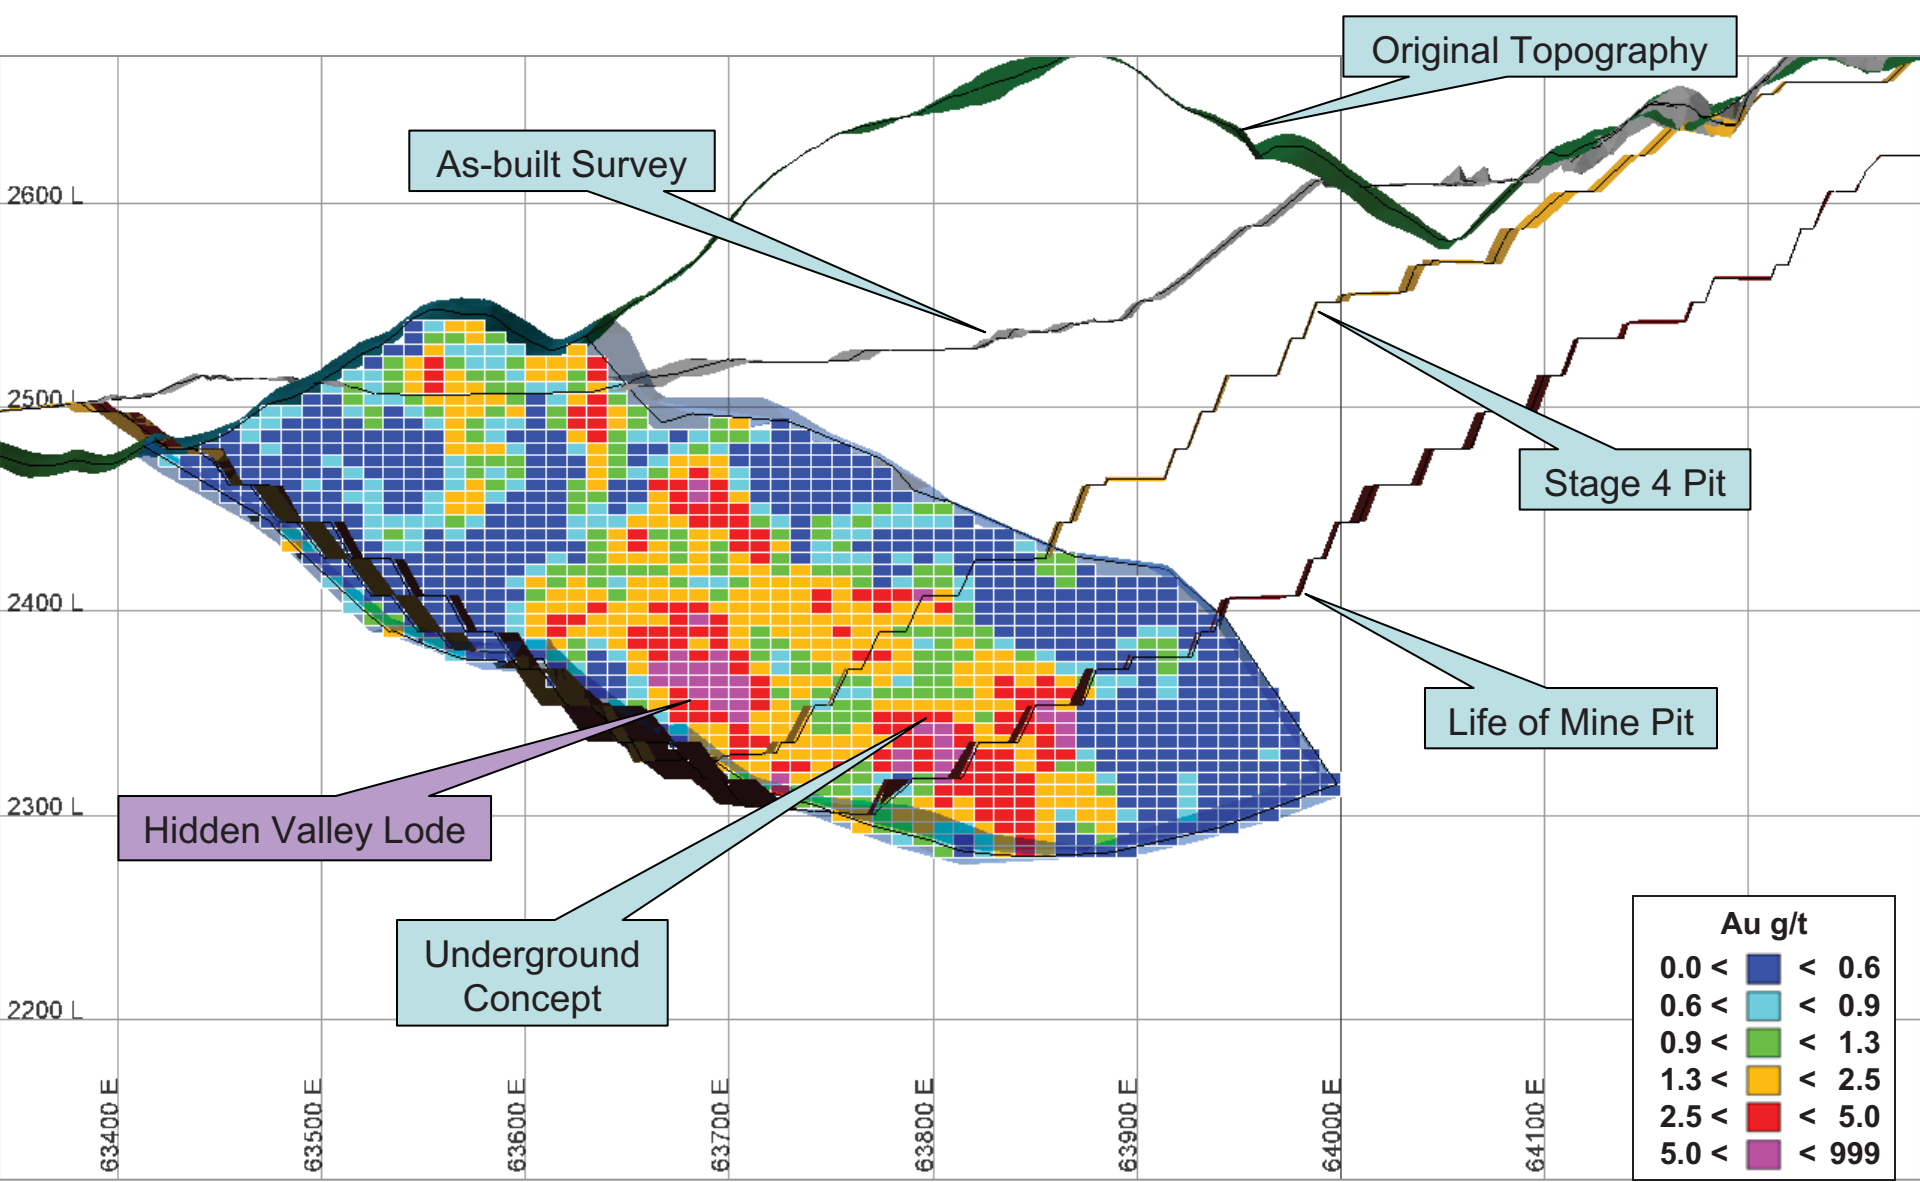 Original Topography
As-built Survey
2600 L
2500 L
Stage 4 Pit
2400 L
Life of Mine Pit
2300 L
Hidden Valley Lode
Underground
Concept
2200 L
Au g/t
0.0 < < 0.6
0.6 < < 0.9
0.9 < < 1.3
1.3 < < 2.5
2.5 < < 5.0
5.0 < < 999
63400 E
63500 E
63600 E
63700 E
63800 E
63900 E
64000 E
64100 E